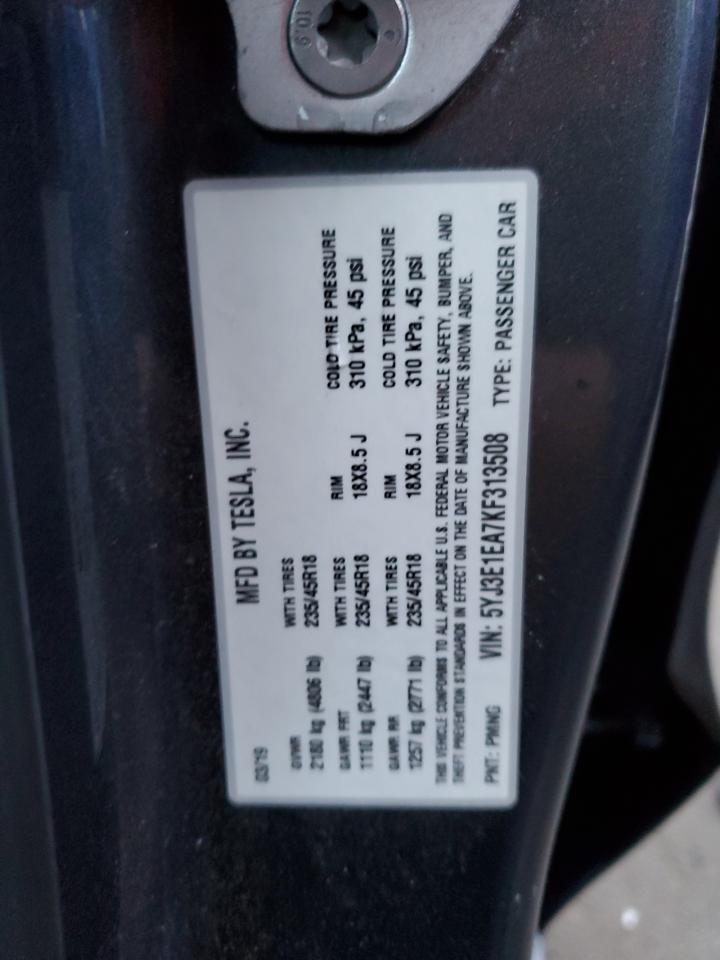 10.9
MFD BY TESLA, INC.
03/19
GVWR
2180 kg (4806 lb)
WITH TIRES
235/45R18
GAWR FRT
1110 kg (2447 lb)
WITH TIRES
235/45R18
RIM
18X8.5 J
COLD TIRE PRESSURE
310 kPa, 45 psi
GAWR RR
1257 kg (2771 lb)
WITH TIRES
235/45R18
RIM
18X8.5 J
COLD TIRE PRESSURE
310 kPa, 45 psi
THIS VEHICLE CONFORMS TO ALL APPLICABLE U.S. FEDERAL MOTOR VEHICLE SAFETY, BUMPER, AND
THEFT PREVENTION STANDARDS IN EFFECT ON THE DATE OF MANUFACTURE SHOWN ABOVE.
PNT: PMNG VIN: 5YJ3E1EA7KF313508 TYPE: PASSENGER CAR